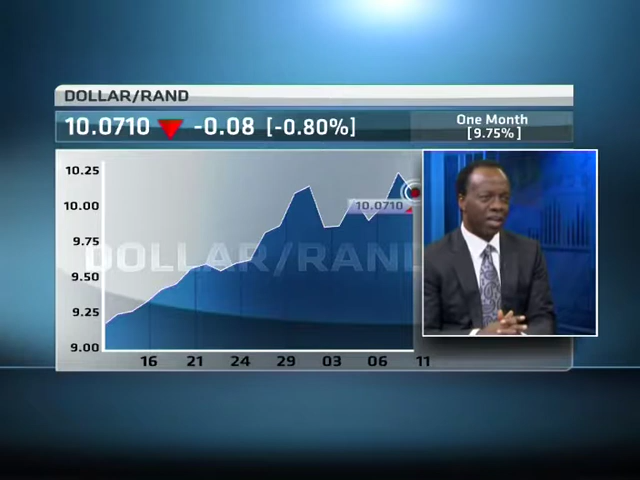 DOLLAR/RAND
10.0710 -0.08 [-0.80%]
One Month
[9.75%]
10.25
10.00
9.75
9.50
9.25
9.00
10.0710
DOLLAR/RAND
16 21 24 29 03 06 11